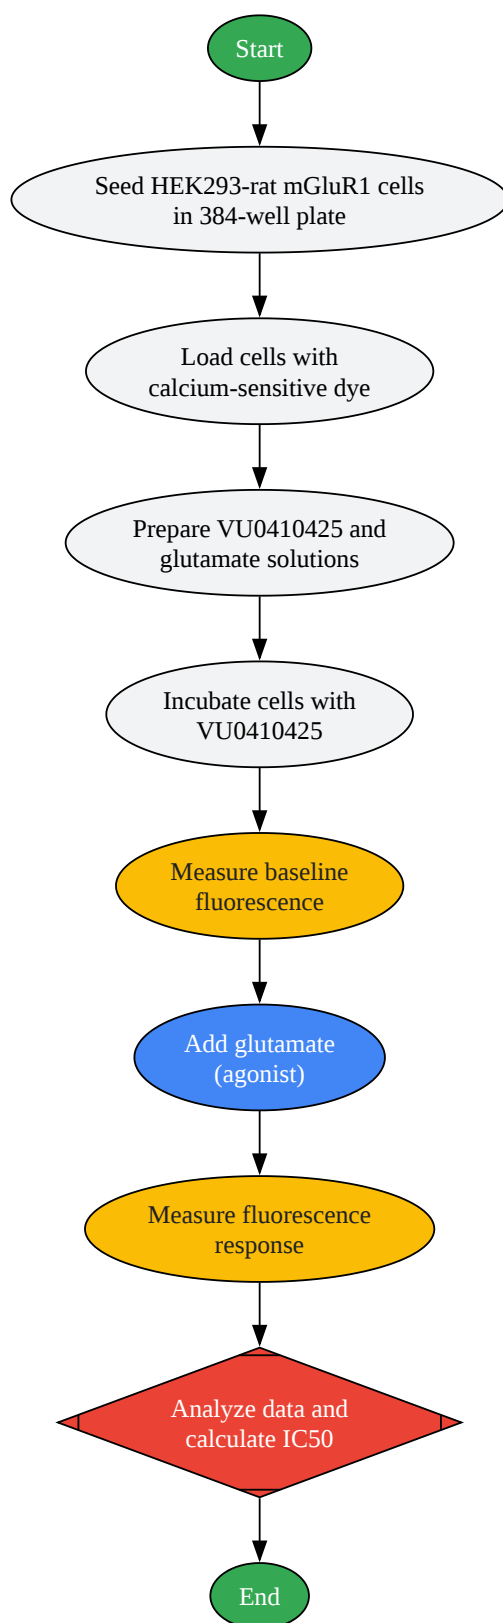 Start
Seed HEK293-rat mGluR1 cells
in 384-well plate
Load cells with
calcium-sensitive dye
Prepare VU0410425 and
glutamate solutions
Incubate cells with
VU0410425
Measure baseline
fluorescence
Add glutamate
(agonist)
Measure fluorescence
response
Analyze data and
calculate IC50
End